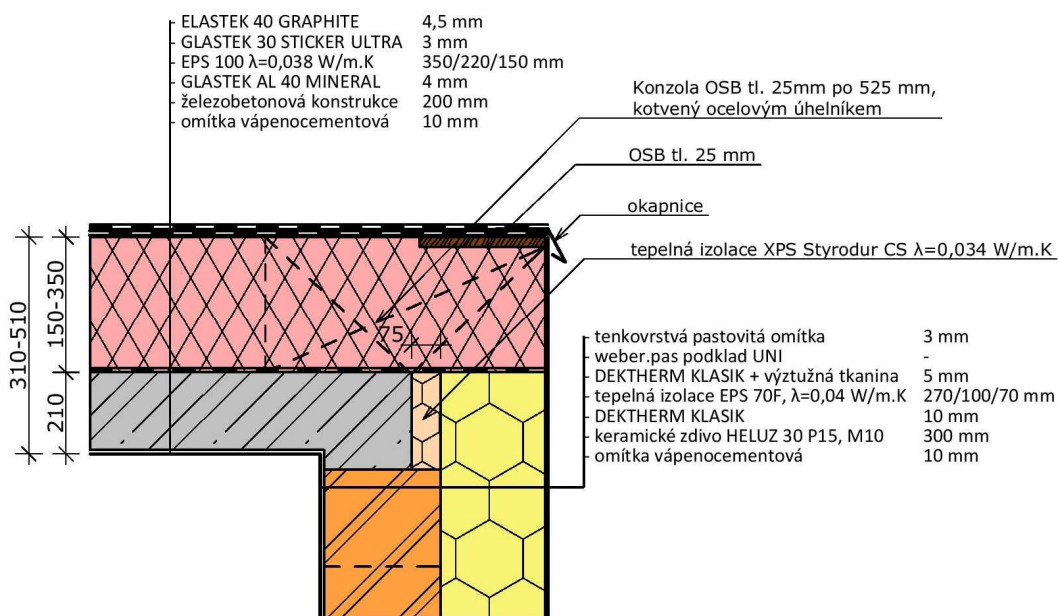 ELASTEK 40 GRAPHITE 4,5 mm
GLASTEK 30 STICKER ULTRA 3 mm
EPS 100 λ=0,038 W/m.K 350/220/150 mm
GLASTEK AL 40 MINERAL 4 mm
železobetonová konstrukce 200 mm
omítka vápenocementová 10 mm
Konzola OSB tl. 25mm po 525 mm,
kotvený ocelovým úhelníkem
OSB tl. 25 mm
okapnice
tepelná izolace XPS Styrodur CS λ=0,034 W/m.K
310-510
150-350
210
75
tenkovrstvá pastovitá omítka 3 mm
weber.pas podklad UNI -
DEKTHERM KLASIK + výztužná tkanina 5 mm
tepelná izolace EPS 70F, λ=0,04 W/m.K 270/100/70 mm
DEKTHERM KLASIK 10 mm
keramické zdivo HELUZ 30 P15, M10 300 mm
omítka vápenocementová 10 mm